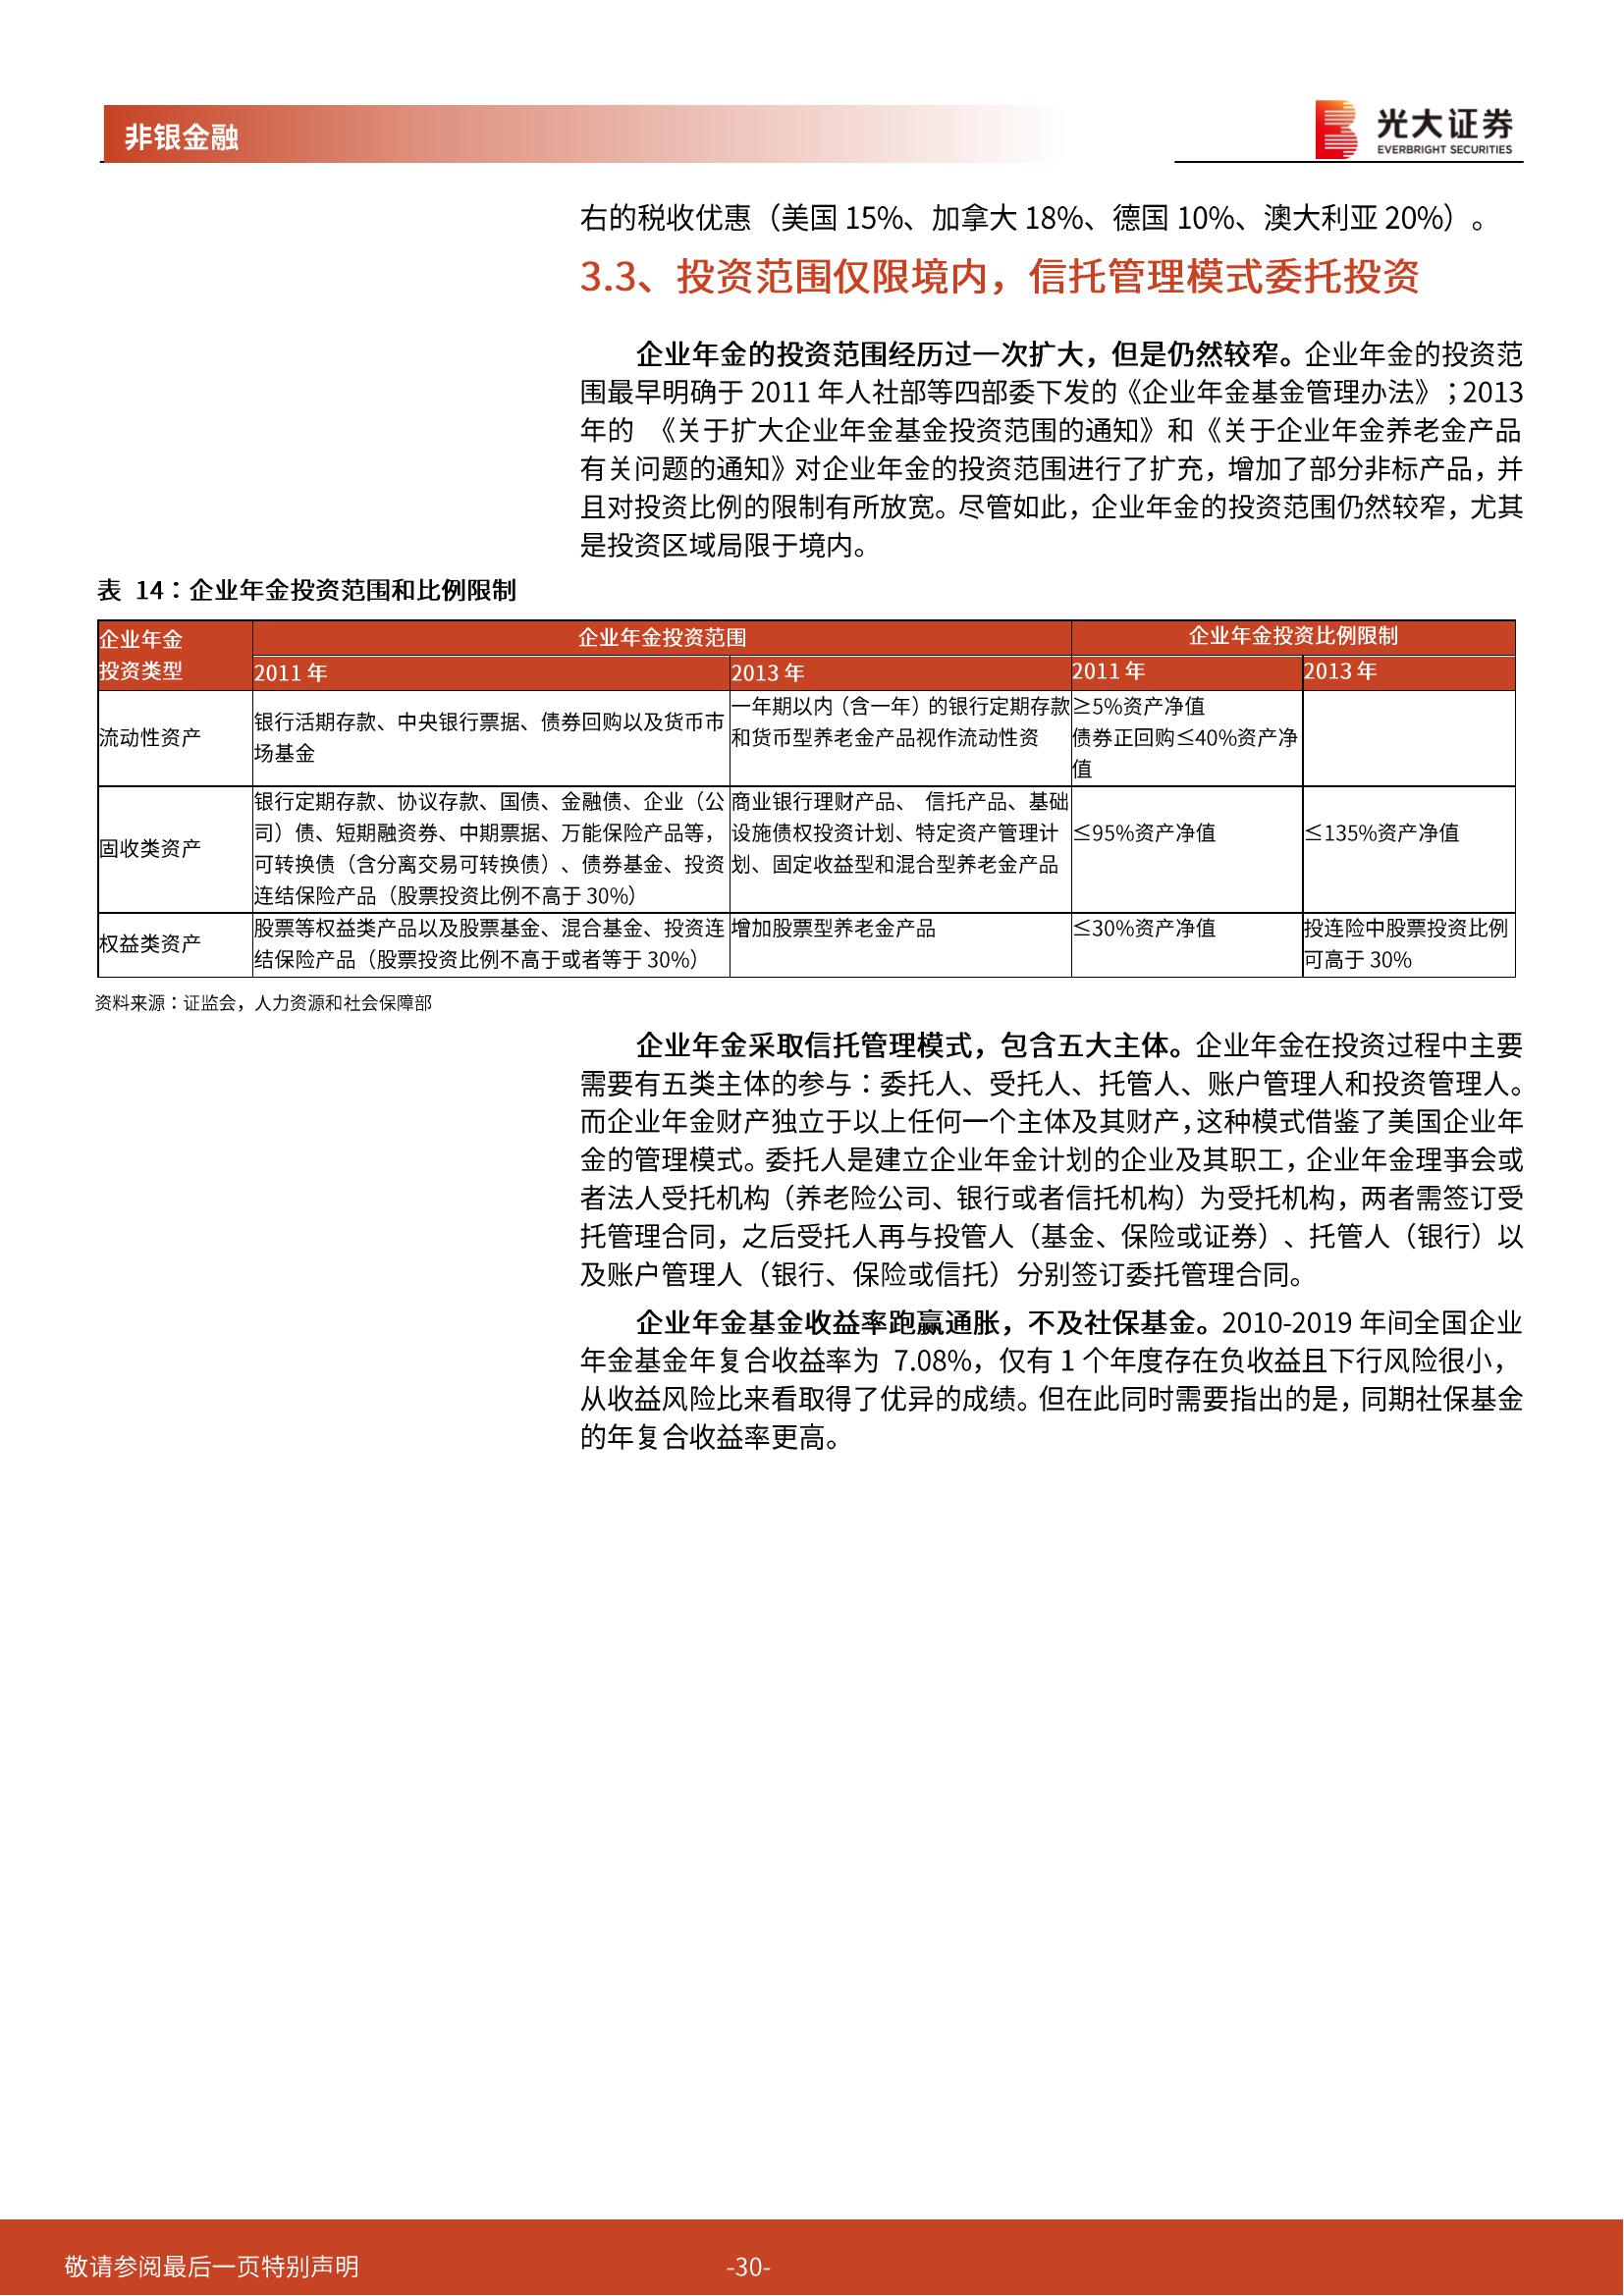 非银金融
光大证券
EVERBRIGHT SECURITIES
右的税收优惠（美国 15%、加拿大 18%、德国 10%、澳大利亚 20%）。
3.3、投资范围仅限境内，信托管理模式委托投资
企业年金的投资范围经历过一次扩大，但是仍然较窄。企业年金的投资范
围最早明确于 2011 年人社部等四部委下发的《企业年金基金管理办法》；2013
年的 《关于扩大企业年金基金投资范围的通知》和《关于企业年金养老金产品
有关问题的通知》对企业年金的投资范围进行了扩充，增加了部分非标产品，并
且对投资比例的限制有所放宽。尽管如此，企业年金的投资范围仍然较窄，尤其
是投资区域局限于境内。
表 14：企业年金投资范围和比例限制
企业年金
投资类型
企业年金投资范围
企业年金投资比例限制
2011 年
2013 年
2011 年
2013 年
流动性资产
银行活期存款、中央银行票据、债券回购以及货币市
场基金
一年期以内（含一年）的银行定期存款
和货币型养老金产品视作流动性资
≥5%资产净值
债券正回购≤40%资产净
值
固收类资产
银行定期存款、协议存款、国债、金融债、企业（公
司）债、短期融资券、中期票据、万能保险产品等，
可转换债（含分离交易可转换债）、债券基金、投资
连结保险产品（股票投资比例不高于 30%）
商业银行理财产品、 信托产品、基础
设施债权投资计划、特定资产管理计
划、固定收益型和混合型养老金产品
≤95%资产净值
≤135%资产净值
权益类资产
股票等权益类产品以及股票基金、混合基金、投资连
结保险产品（股票投资比例不高于或者等于 30%）
增加股票型养老金产品
≤30%资产净值
投连险中股票投资比例
可高于 30%
资料来源：证监会，人力资源和社会保障部
企业年金采取信托管理模式，包含五大主体。企业年金在投资过程中主要
需要有五类主体的参与：委托人、受托人、托管人、账户管理人和投资管理人。
而企业年金财产独立于以上任何一个主体及其财产，这种模式借鉴了美国企业年
金的管理模式。委托人是建立企业年金计划的企业及其职工，企业年金理事会或
者法人受托机构（养老险公司、银行或者信托机构）为受托机构，两者需签订受
托管理合同，之后受托人再与投管人（基金、保险或证券）、托管人（银行）以
及账户管理人（银行、保险或信托）分别签订委托管理合同。
企业年金基金收益率跑赢通胀，不及社保基金。2010-2019 年间全国企业
年金基金年复合收益率为 7.08%，仅有 1 个年度存在负收益且下行风险很小，
从收益风险比来看取得了优异的成绩。但在此同时需要指出的是，同期社保基金
的年复合收益率更高。
敬请参阅最后一页特别声明
-30-